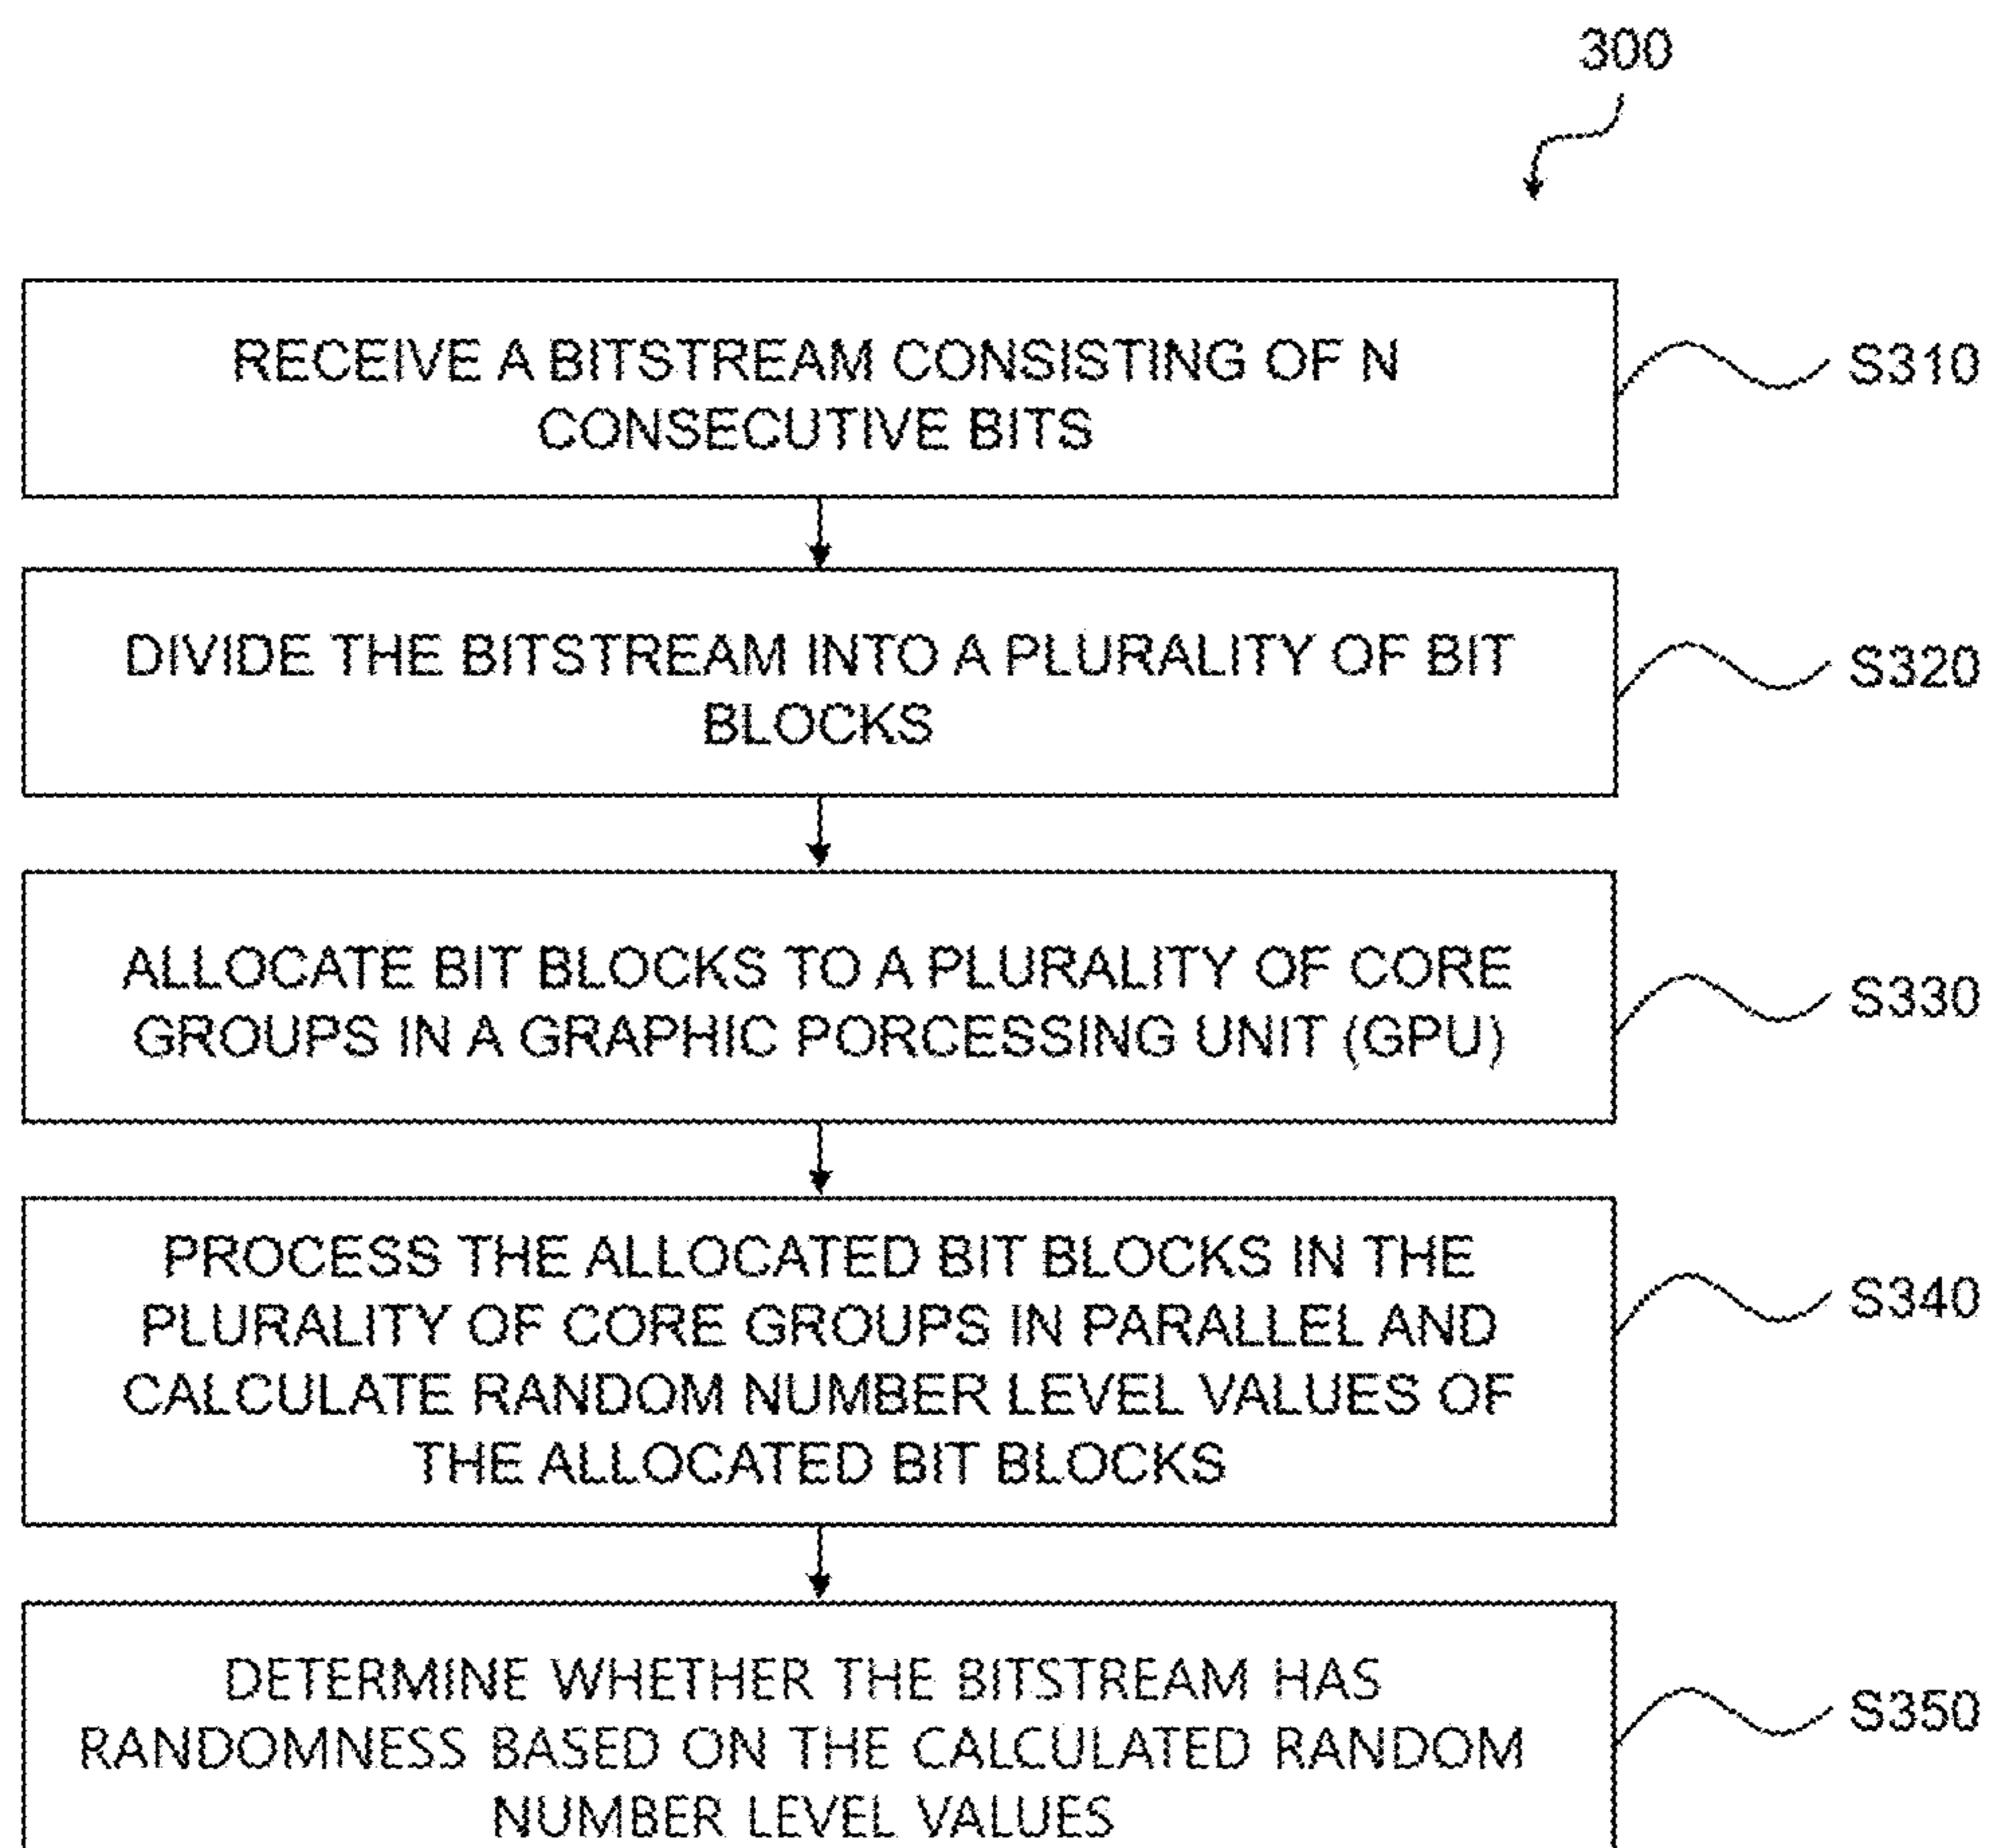 300
RECEIVE A BITSTREAM CONSISTING OF N
CONSECUTIVE BITS
S310
DIVIDE THE BITSTREAM INTO A PLURALITY OF BIT
BLOCKS
S320
ALLOCATE BIT BLOCKS TO A PLURALITY OF CORE
GROUPS IN A GRAPHIC PORCESSING UNIT (GPU)
S330
PROCESS THE ALLOCATED BIT BLOCKS IN THE
PLURALITY OF CORE GROUPS IN PARALLEL AND
CALCULATE RANDOM NUMBER LEVEL VALUES OF
THE ALLOCATED BIT BLOCKS
S340
DETERMINE WHETHER THE BITSTREAM HAS
RANDOMNESS BASED ON THE CALCULATED RANDOM
NUMBER LEVEL VALUES
S350